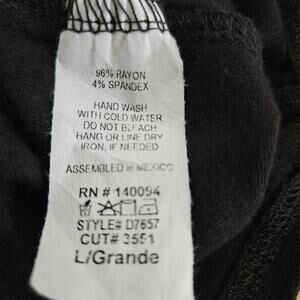 96% RAYON
4% SPANDEX
HAND WASH
WITH COLD WATER
DO NOT BLEACH
HANG OR LINE DRY
IRON, IF NEEDED
ASSEMBLED IN MEXICO
RN # 140094
STYLE# D7657
CUT# 3551
L/Grande